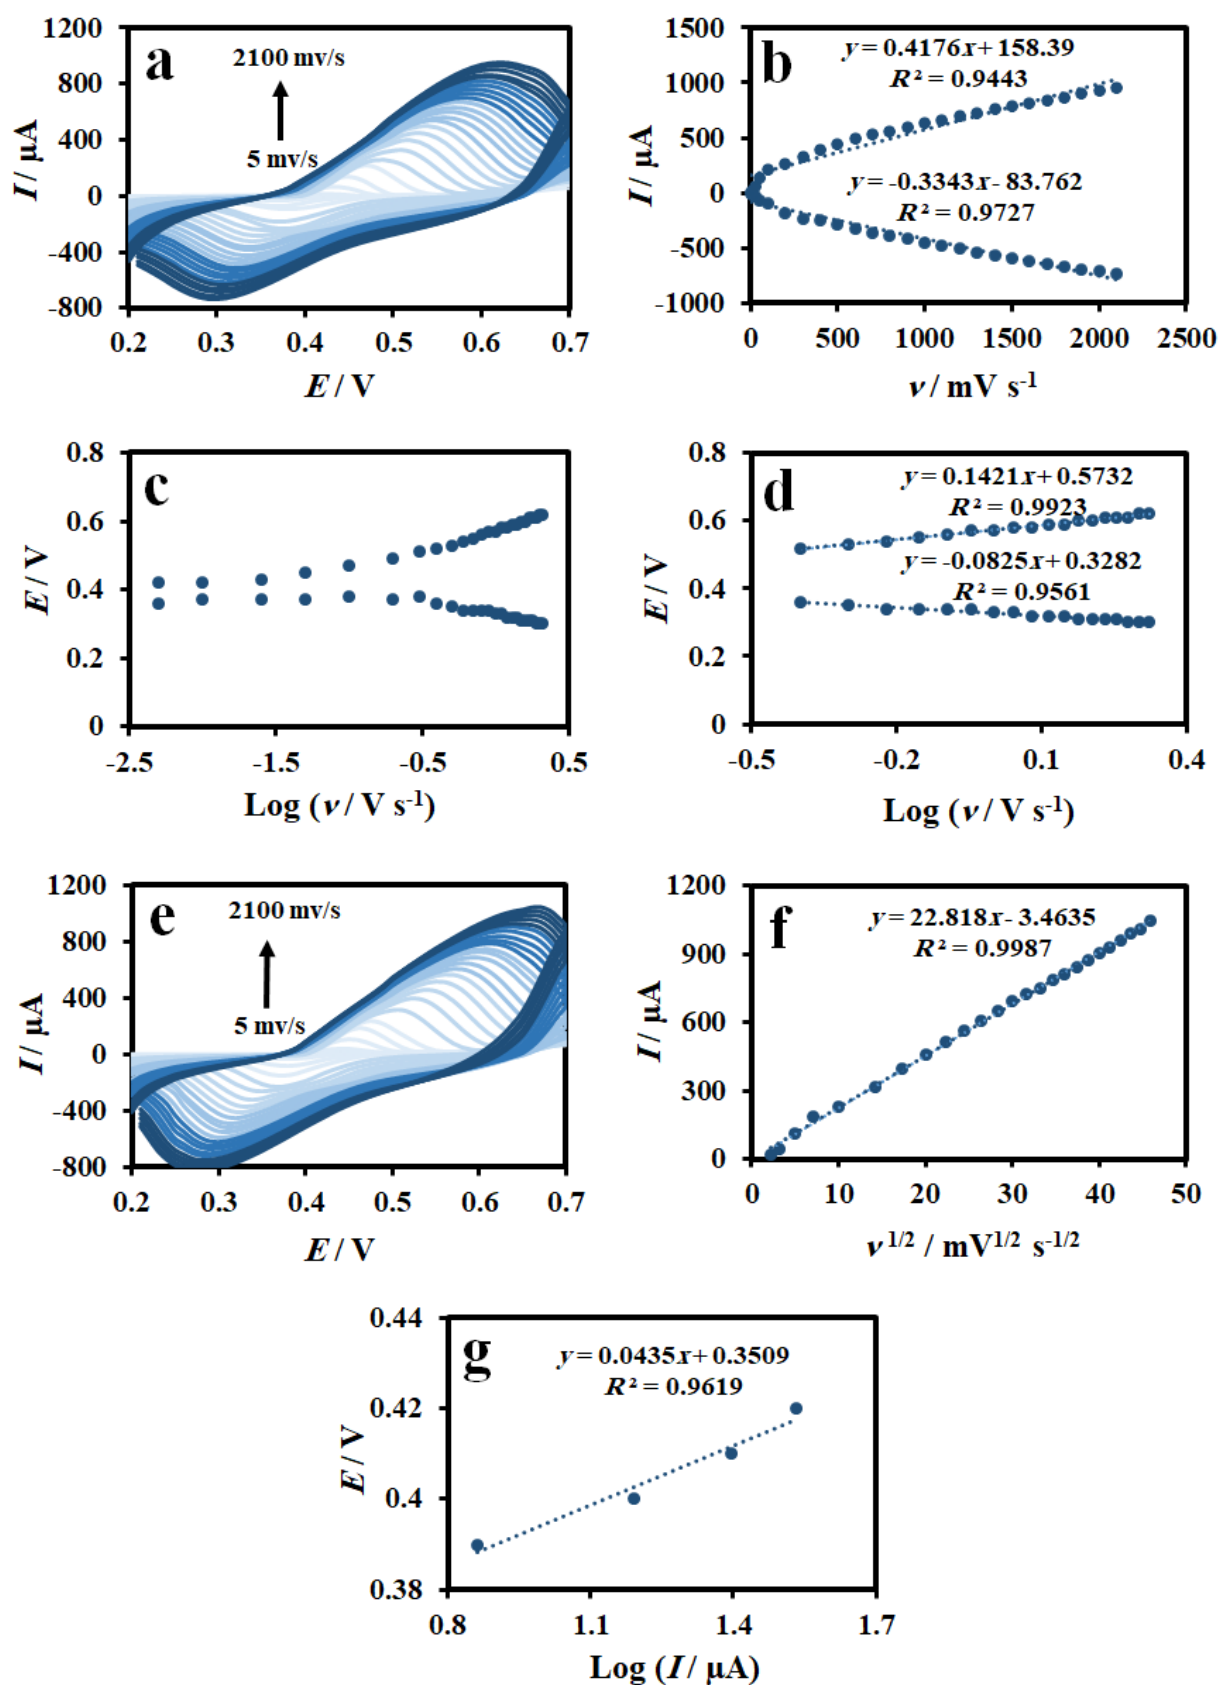 a
2100 mv/s
5 mv/s
1200
800
400
0
-400
-800
I / µA
0.2 0.3 0.4 0.5 0.6 0.7
E / V
b
y = 0.4176x + 158.39
R² = 0.9443
y = -0.3343x - 83.762
R² = 0.9727
1500
1000
500
0
-500
-1000
I / µA
0 500 1000 1500 2000 2500
ν / mV s⁻¹
c
0.8
0.6
0.4
0.2
0
E / V
-2.5 -1.5 -0.5 0.5
Log (ν / V s⁻¹)
d
y = 0.1421x + 0.5732
R² = 0.9923
y = -0.0825x + 0.3282
R² = 0.9561
0.8
0.6
0.4
0.2
0
E / V
-0.5 -0.2 0.1 0.4
Log (ν / V s⁻¹)
e
2100 mv/s
5 mv/s
1200
800
400
0
-400
-800
I / µA
0.2 0.3 0.4 0.5 0.6 0.7
E / V
f
y = 22.818x - 3.4635
R² = 0.9987
1200
900
600
300
0
I / µA
0 10 20 30 40 50
ν¹/² / mV¹/² s⁻¹/²
g
y = 0.0435x + 0.3509
R² = 0.9619
0.44
0.42
0.4
0.38
E / V
0.8 1.1 1.4 1.7
Log (I / µA)